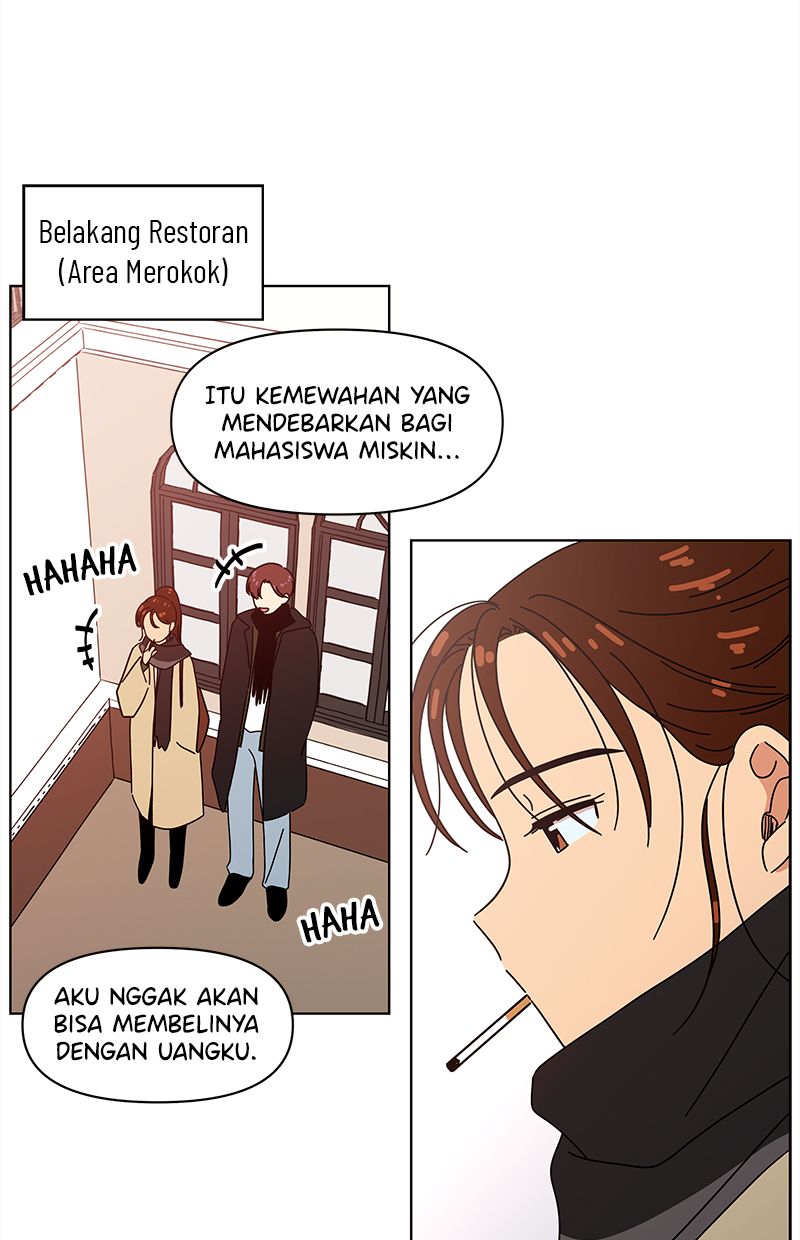 Belakang Restoran
(Area Merokok)
ITU KEMEWAHAN YANG
MENDEBARKAN BAGI
MAHASISWA MISKIN...
HAHAHA
HAHA
AKU NGGAK AKAN
BISA MEMBELINYA
DENGAN UANGKU.